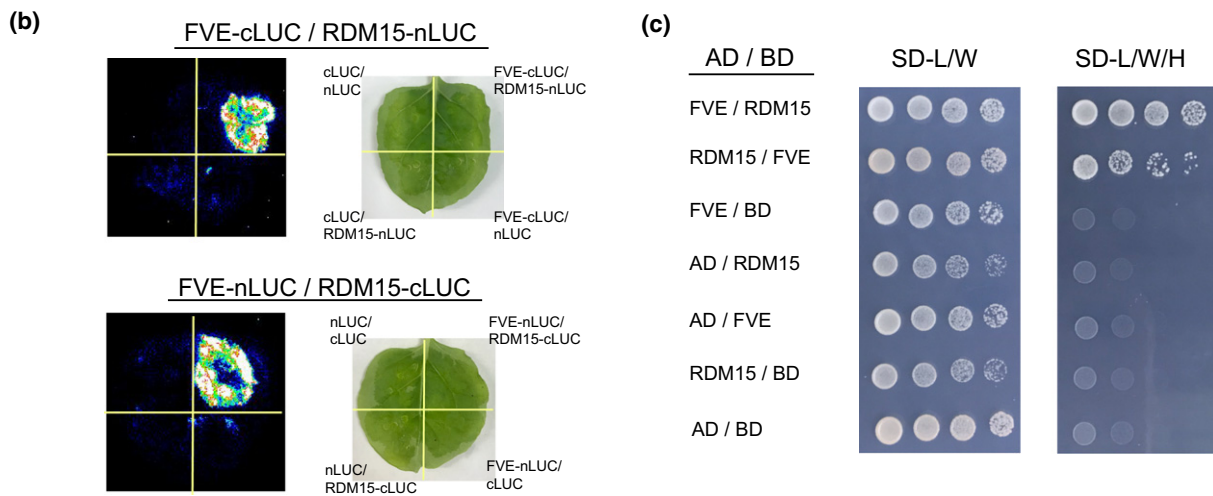 (b)
FVE-cLUC / RDM15-nLUC
cLUC/
nLUC
FVE-cLUC/
RDM15-nLUC
cLUC/
RDM15-nLUC
FVE-cLUC/
nLUC
FVE-nLUC / RDM15-cLUC
nLUC/
cLUC
FVE-nLUC/
RDM15-cLUC
nLUC/
RDM15-cLUC
FVE-nLUC/
cLUC
(c)
AD / BD
SD-L/W
SD-L/W/H
FVE / RDM15
RDM15 / FVE
FVE / BD
AD / RDM15
AD / FVE
RDM15 / BD
AD / BD